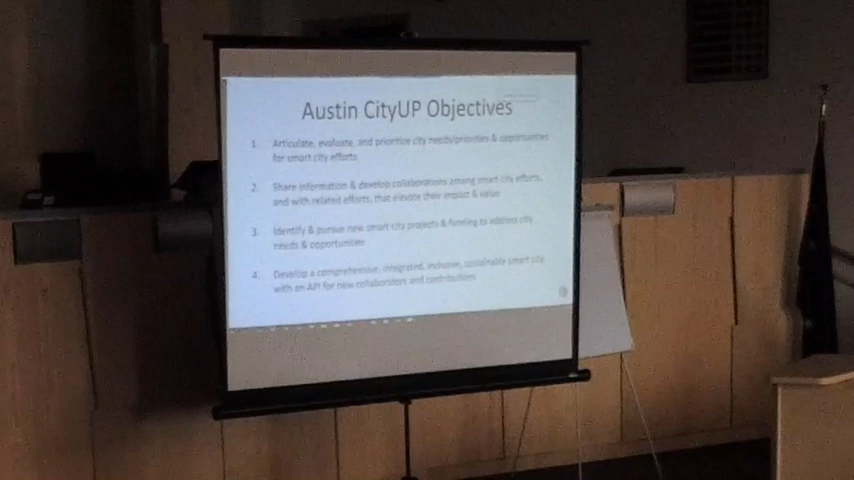 Austin CityUP Objectives
1. Articulate, evaluate, and prioritize city needs/priorities & opportunities
for smart city efforts
2. Share information & develop collaborations among smart city efforts,
and with related efforts, that elevate their impact & value
3. Identify & pursue new smart city projects & funding to address city
needs & opportunities
4. Develop a comprehensive, integrated, inclusive, sustainable smart city
with an API for new collaborators and contributions